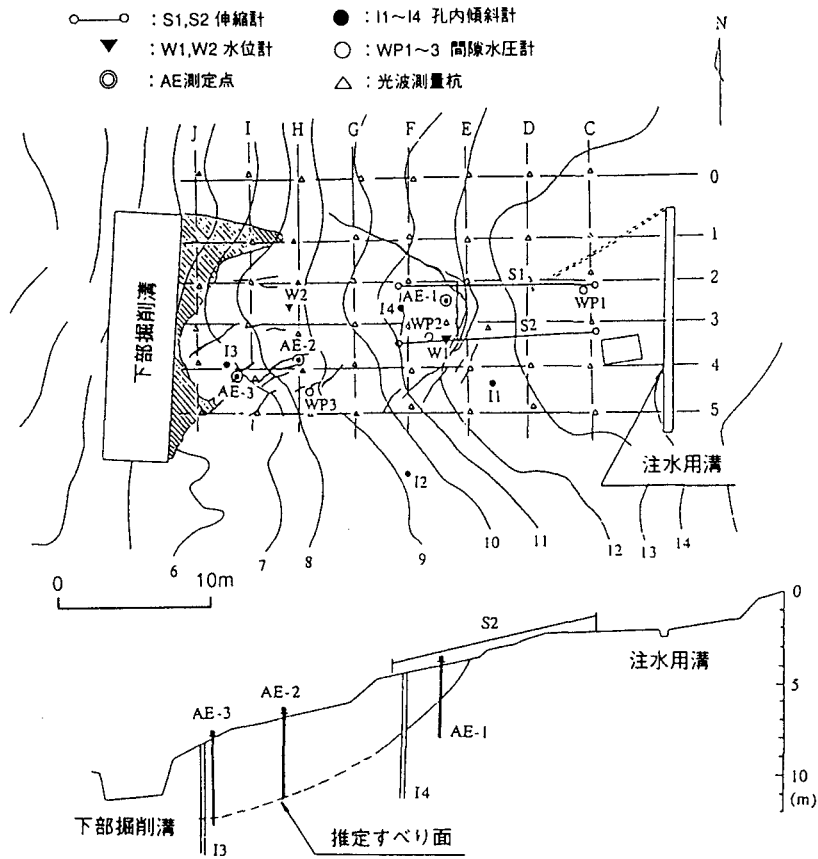 ：S1,S2 伸縮計
：I1～I4 孔内傾斜計
：W1,W2 水位計
：WP1～3 間隙水圧計
：AE測定点
：光波測量杭
N
J I H G F E D C
0
1
2
3
4
5
S1
S2
AE-1
WP1
W2
I4
WP2
W1
AE-2
I3
AE-3
WP3
I1
I2
下部掘削溝
注水用溝
6 7 8 9 10 11 12 13 14
0 10m
S2
注水用溝
AE-3
AE-2
AE-1
I4
I3
下部掘削溝
推定すべり面
0
5
10
(m)